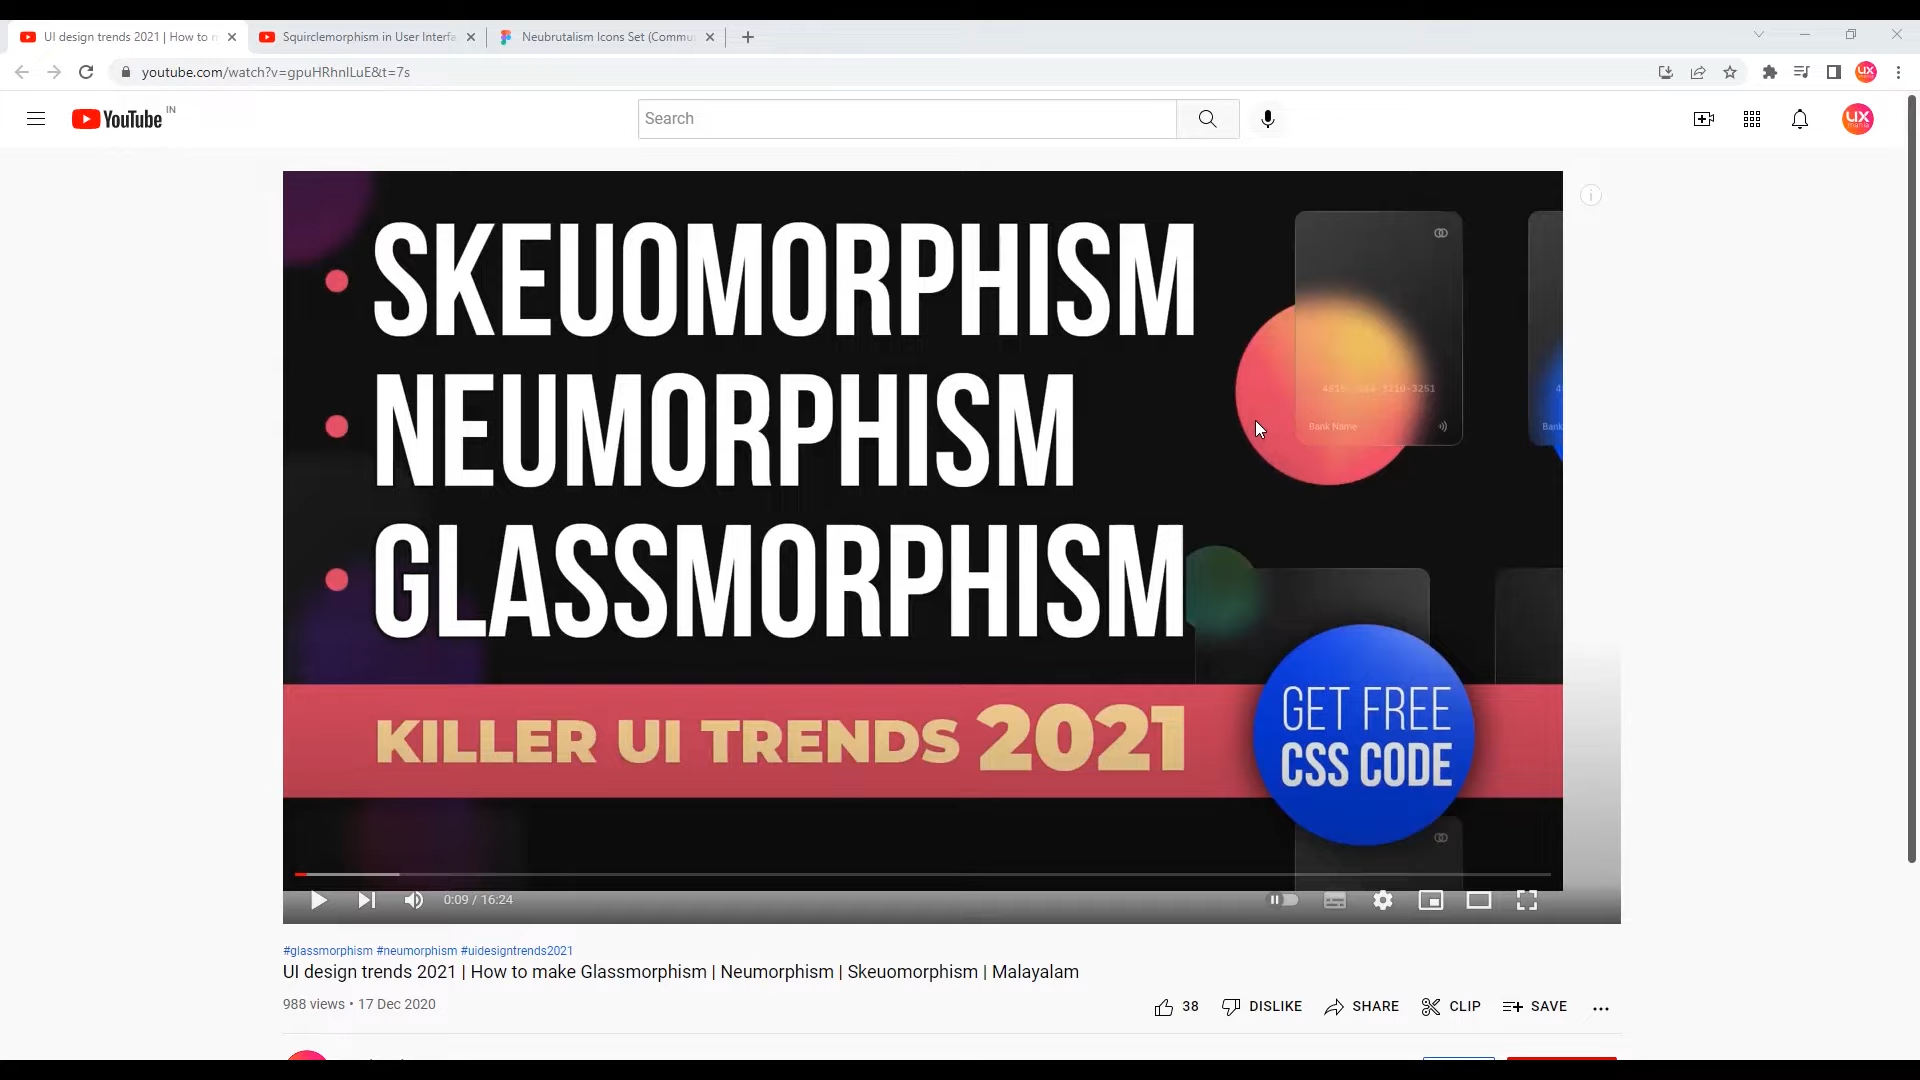 UI design trends 2021 | How to m
Squirclemorphism in User Interfa
Neubrutalism Icons Set (Commu
youtube.com/watch?v=gpuHRhnILuE&t=7s
YouTube IN
Search
UX
SKEUOMORPHISM
NEUMORPHISM
GLASSMORPHISM
Bank Name
Bank
KILLER UI TRENDS 2021
GET FREE
CSS CODE
0:09 / 16:24
#glassmorphism #neumorphism #uidesigntrends2021
UI design trends 2021 | How to make Glassmorphism | Neumorphism | Skeuomorphism | Malayalam
988 views • 17 Dec 2020
38 DISLIKE SHARE CLIP SAVE